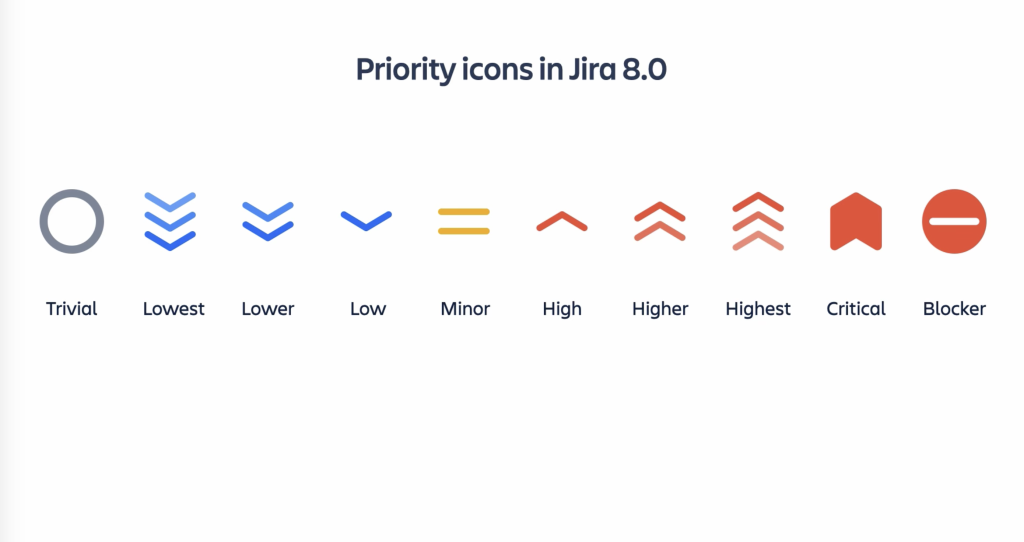 Priority icons in Jira 8.0
Trivial Lowest Lower Low Minor High Higher Highest Critical Blocker